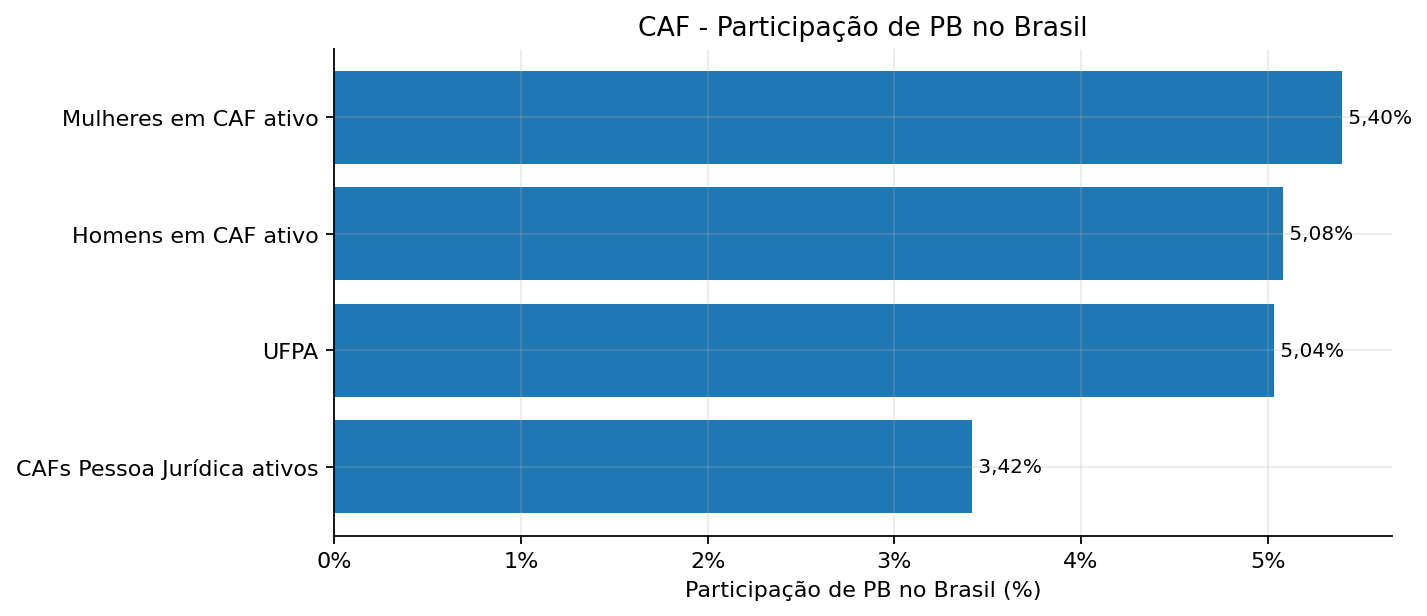 CAF - Participação de PB no Brasil
Mulheres em CAF ativo
5,40%
Homens em CAF ativo
5,08%
UFPA
5,04%
CAFs Pessoa Jurídica ativos
3,42%
0% 1% 2% 3% 4% 5%
Participação de PB no Brasil (%)